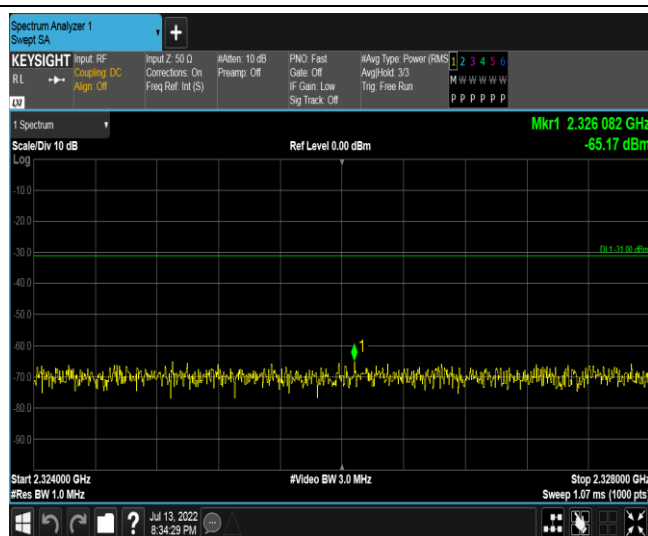 Spectrum Analyzer 1
Swept SA
+
KEYSIGHT Input: RF Input Z: 50 Ω #Atten: 10 dB PNO: Fast #Avg Type: Power (RMS 1 2 3 4 5 6
RL Coupling: DC Corrections: On Preamp: Off Gate: Off Avg|Hold: 3/3 M W W W W W
Align: Off Freq Ref: Int (S) IF Gain: Low Trig: Free Run
Sig Track: Off P P P P P P
LXI
1 Spectrum Mkr1 2.326 082 GHz
Scale/Div 10 dB Ref Level 0.00 dBm -65.17 dBm
Log
-10.0
-20.0
-30.0 DL1 -31.00 dBm
-40.0
-50.0
-60.0 1
-70.0
-80.0
-90.0
Start 2.324000 GHz #Video BW 3.0 MHz Stop 2.328000 GHz
#Res BW 1.0 MHz Sweep 1.07 ms (1000 pts)
? Jul 13, 2022
8:34:29 PM